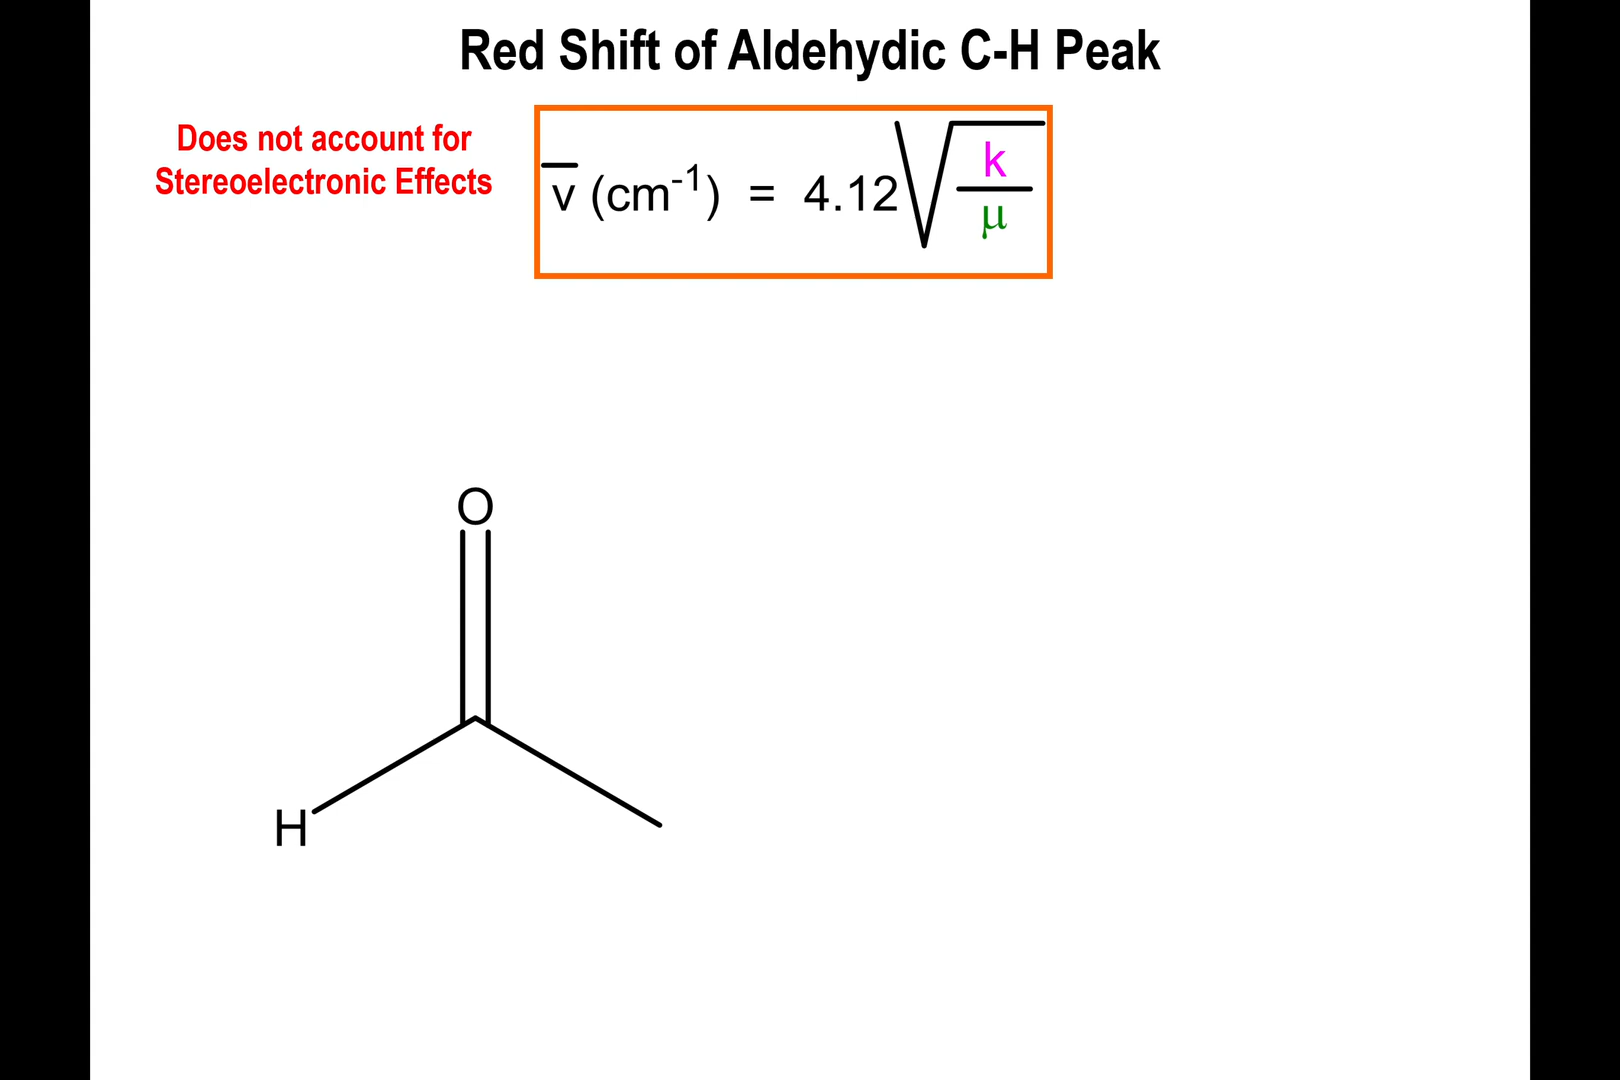 Red Shift of Aldehydic C-H Peak
Does not account for
Stereoelectronic Effects
v̅ (cm⁻¹) = 4.12√(k/μ)
O
H